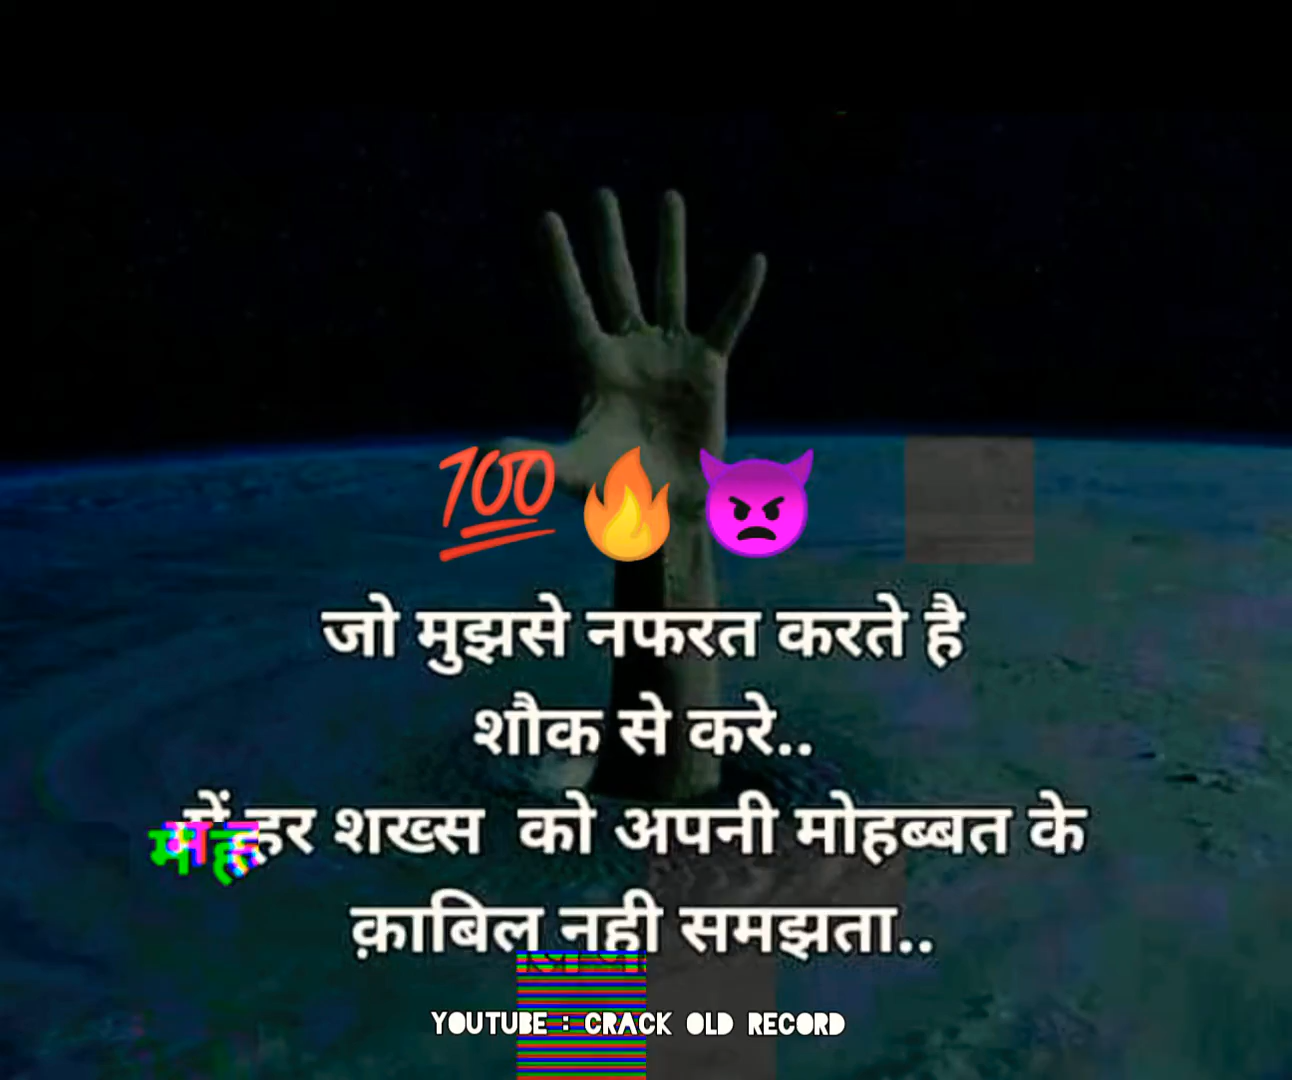 💯🔥👿
जो मुझसे नफरत करते है
शौक से करे..
में हर शख्स को अपनी मोहब्बत के
क़ाबिल नही समझता..
YOUTUBE : CRACK OLD RECORD